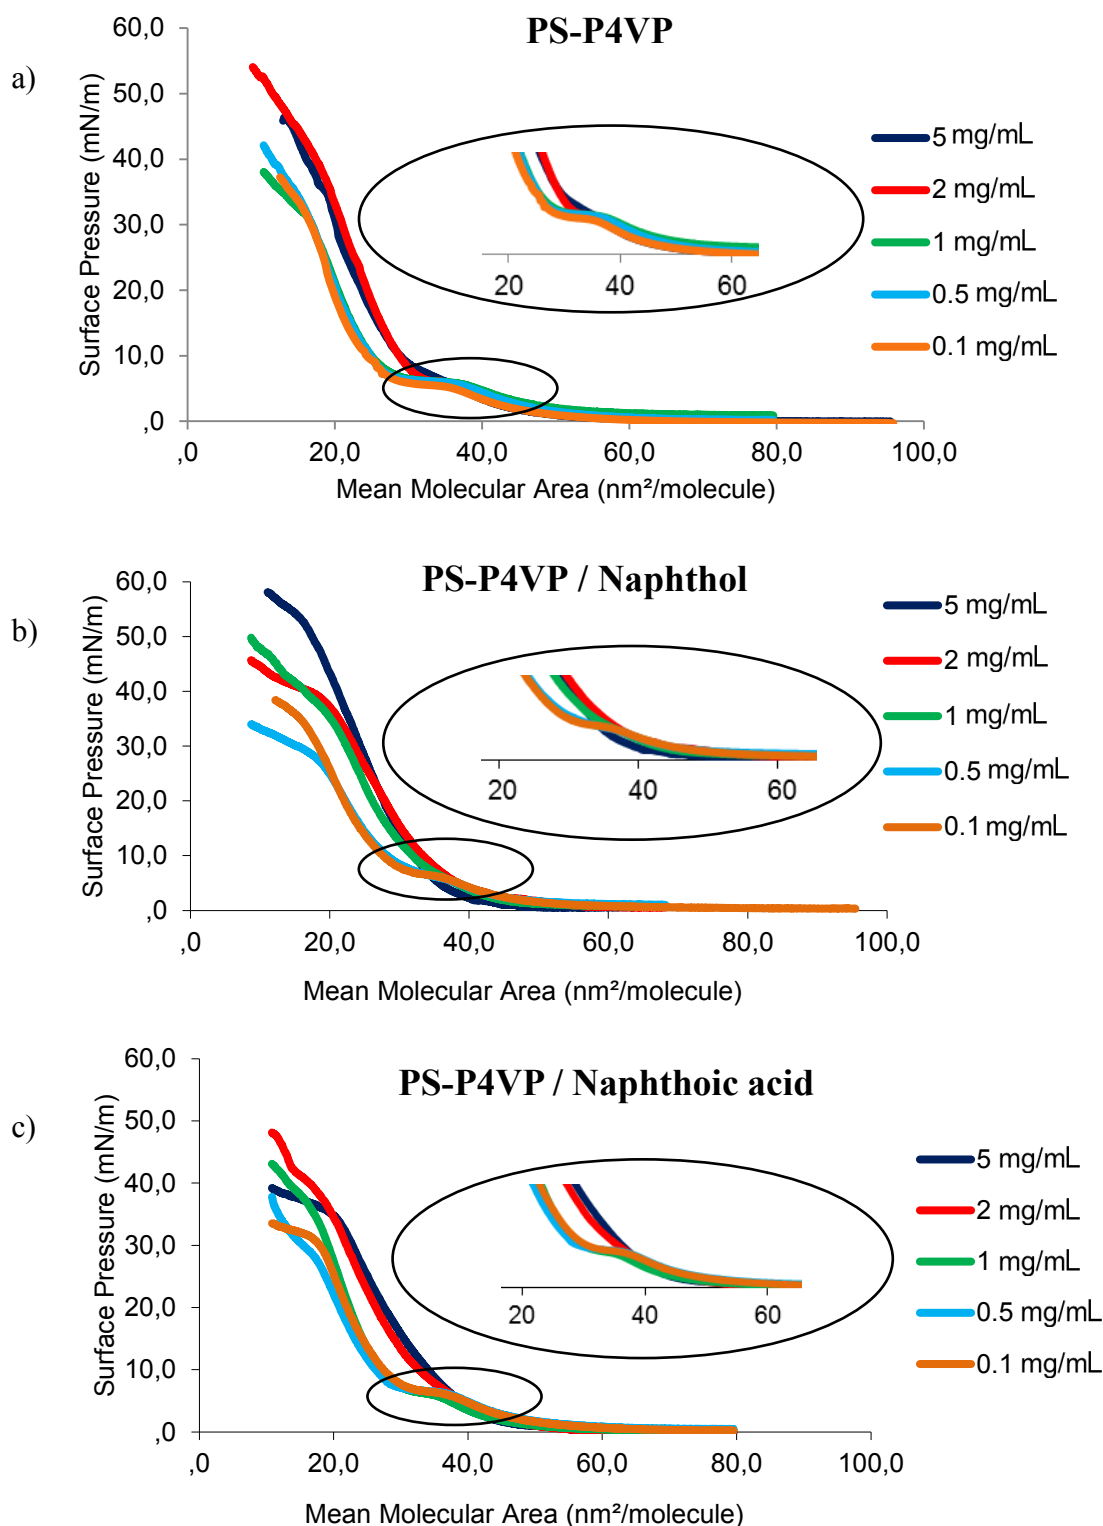 PS-P4VP
a)
Surface Pressure (mN/m)
60,0
50,0
40,0
30,0
20,0
10,0
,0
,0
20,0
40,0
60,0
80,0
100,0
Mean Molecular Area (nm²/molecule)
20
40
60
5 mg/mL
2 mg/mL
1 mg/mL
0.5 mg/mL
0.1 mg/mL
PS-P4VP / Naphthol
b)
Surface Pressure (mN/m)
60,0
50,0
40,0
30,0
20,0
10,0
,0
,0
20,0
40,0
60,0
80,0
100,0
Mean Molecular Area (nm²/molecule)
20
40
60
5 mg/mL
2 mg/mL
1 mg/mL
0.5 mg/mL
0.1 mg/mL
PS-P4VP / Naphthoic acid
c)
Surface Pressure (mN/m)
60,0
50,0
40,0
30,0
20,0
10,0
,0
,0
20,0
40,0
60,0
80,0
100,0
Mean Molecular Area (nm²/molecule)
20
40
60
5 mg/mL
2 mg/mL
1 mg/mL
0.5 mg/mL
0.1 mg/mL